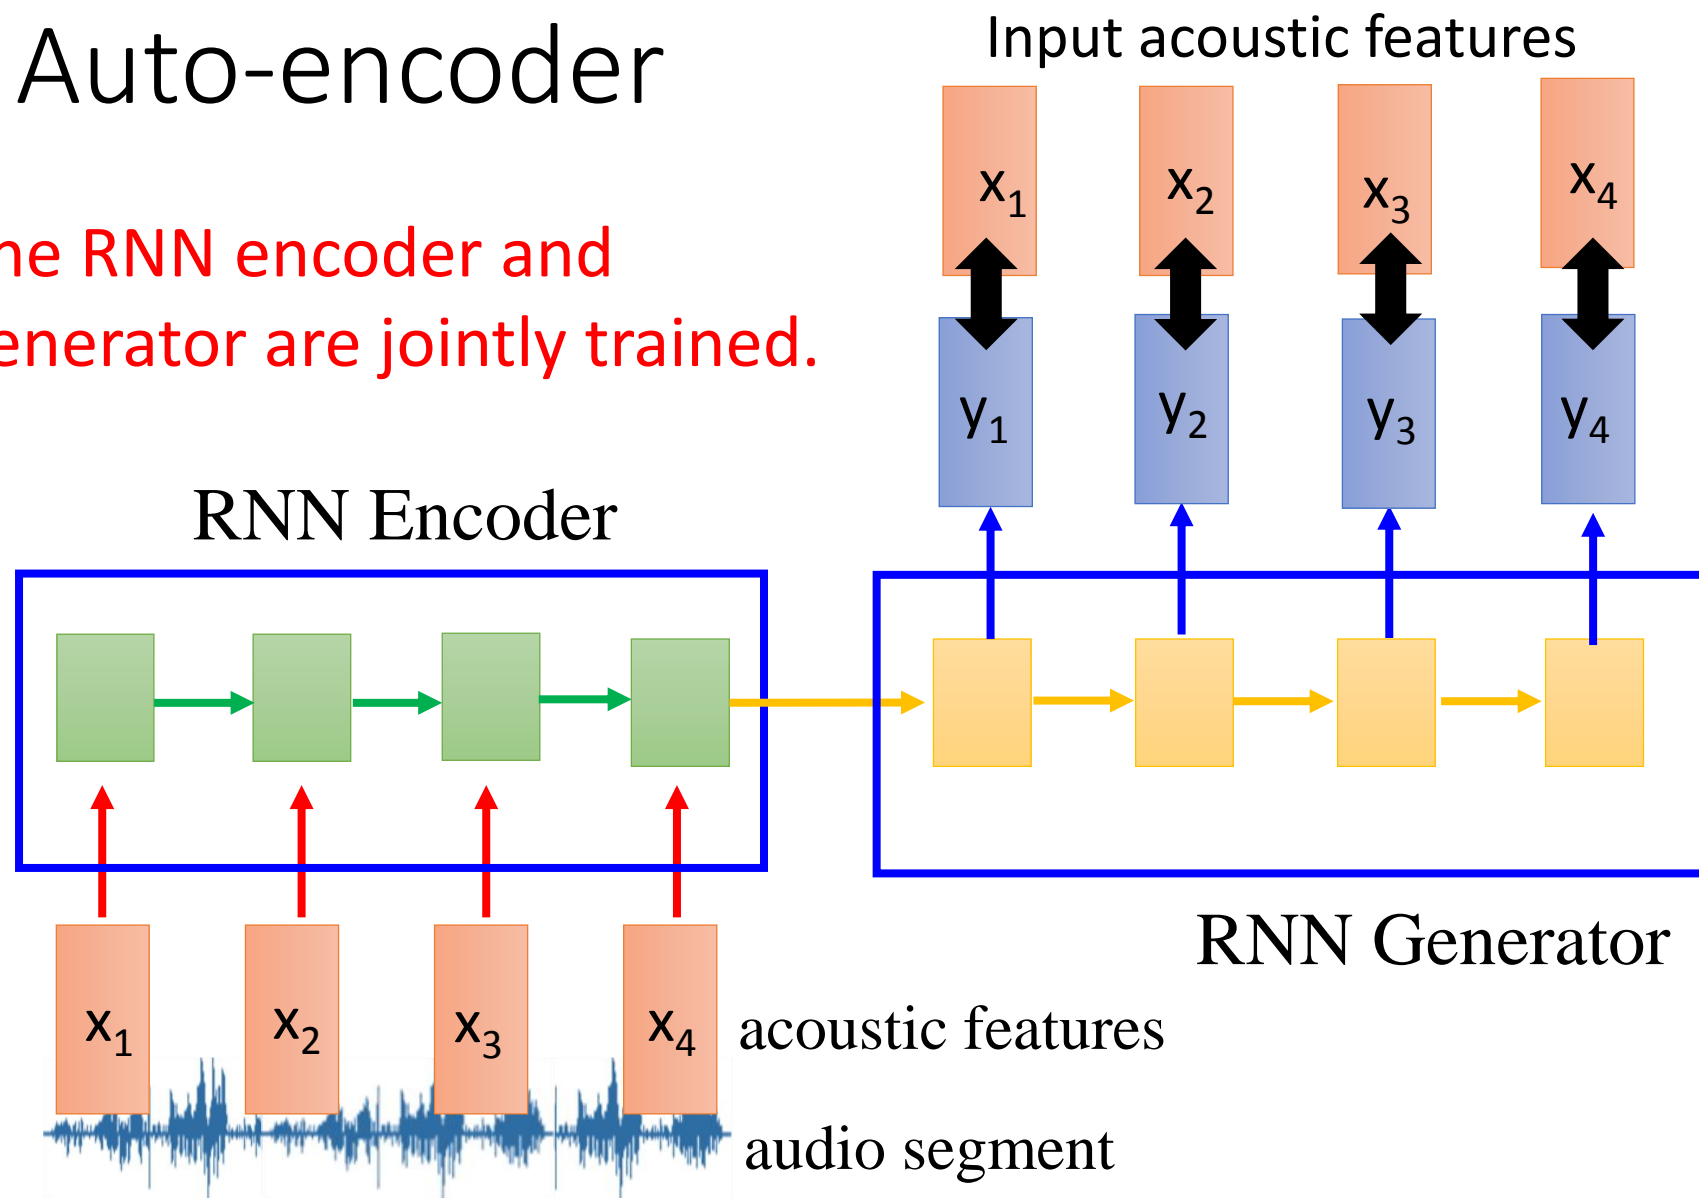 Auto-encoder
Input acoustic features
x₁ x₂ x₃ x₄
he RNN encoder and
enerator are jointly trained.
y₁ y₂ y₃ y₄
RNN Encoder
RNN Generator
x₁ x₂ x₃ x₄
acoustic features
audio segment